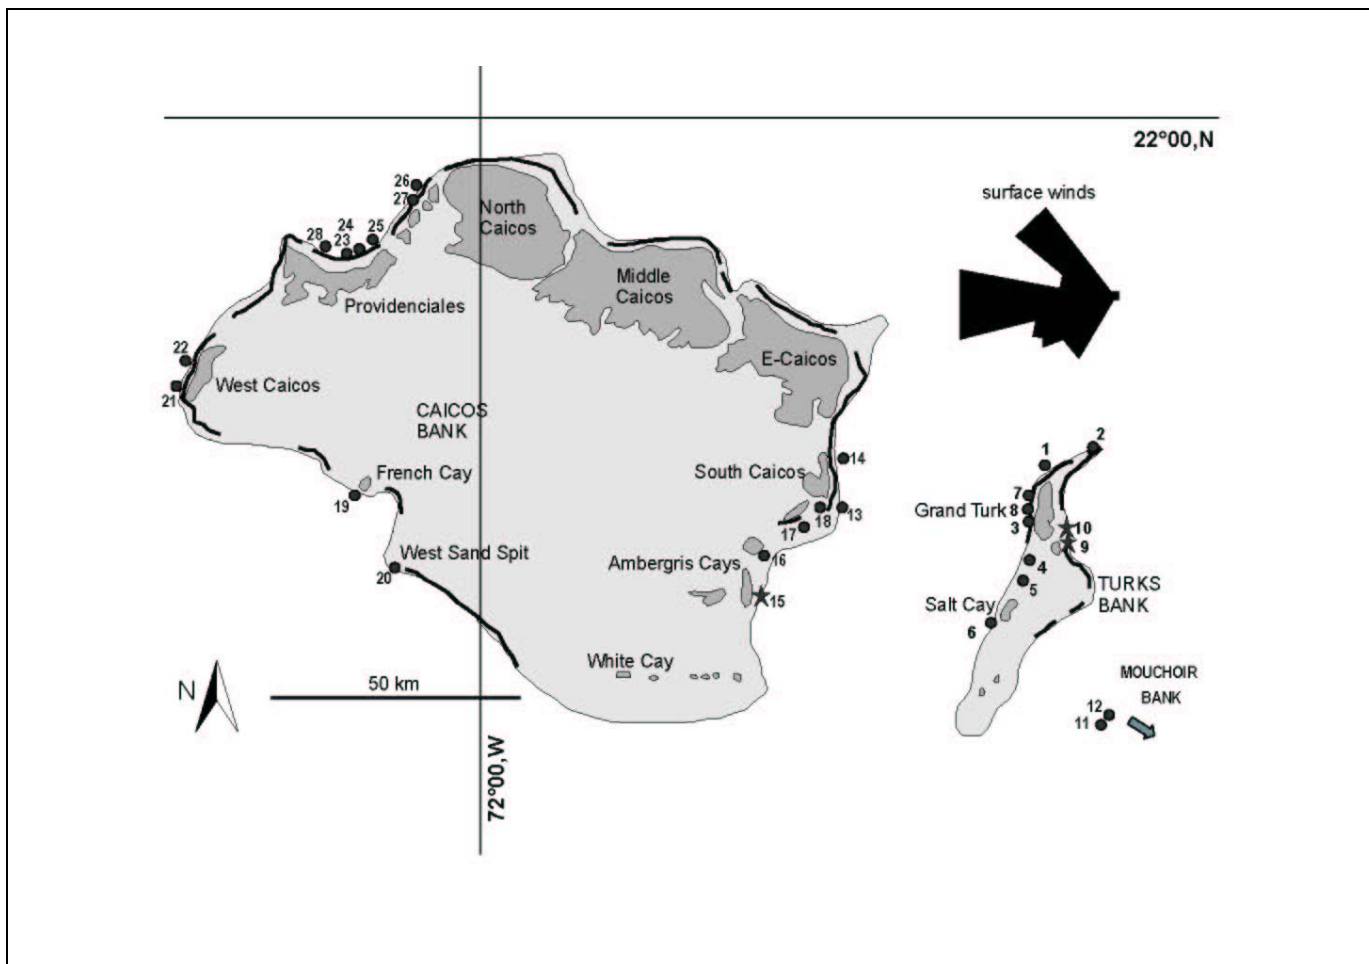 22°00,N
surface winds
26
27
North
Caicos
24
25
28
23
Middle
Caicos
Providenciales
22
E-Caicos
West Caicos
21
CAICOS
BANK
2
1
14
French Cay
South Caicos
7
19
18
13
Grand Turk
8
3
10
17
9
West Sand Spit
16
Ambergris Cays
4
20
TURKS
BANK
5
15
Salt Cay
6
White Cay
MOUCHOIR
BANK
50 km
N
12
11
72°00,W